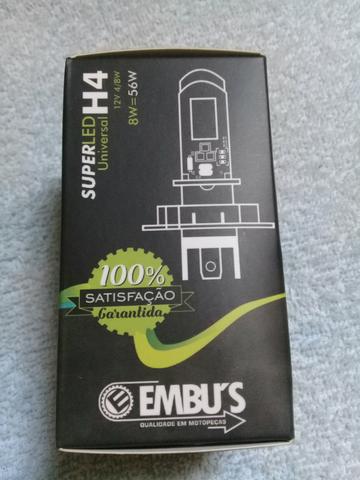 SUPERLED
Universal
H4
12V 4/8W
8W=56W
100%
SATISFAÇÃO
Garantida
EMBU'S
QUALIDADE EM MOTOPEÇAS